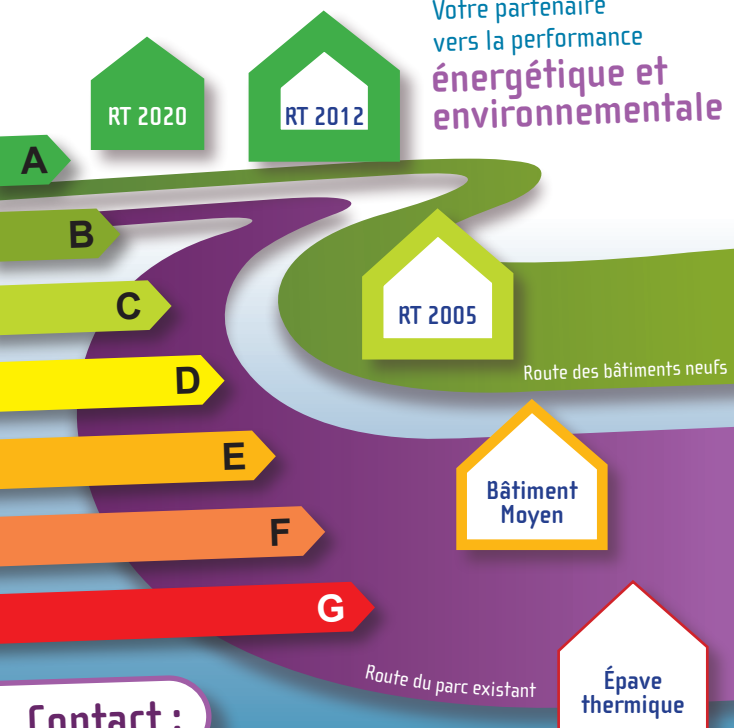 Votre partenaire
vers la performance
énergétique et
environnementale
RT 2020
RT 2012
A
B
C
RT 2005
Route des bâtiments neufs
D
E
Bâtiment
Moyen
F
G
Route du parc existant
Épave
thermique
Contact :